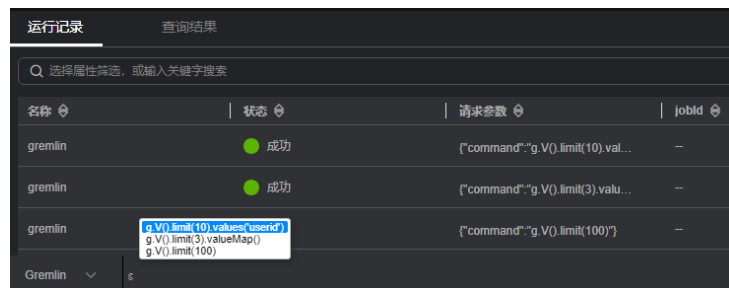 运行记录 查询结果
选择属性筛选，或输入关键字搜索
名称 状态 请求参数 jobId
gremlin 成功 {"command":"g.V().limit(10).val... --
gremlin 成功 {"command":"g.V().limit(3).valu... --
gremlin {"command":"g.V().limit(100)"} --
g.V().limit(10).values('userid')
g.V().limit(3).valueMap()
g.V().limit(100)
Gremlin g